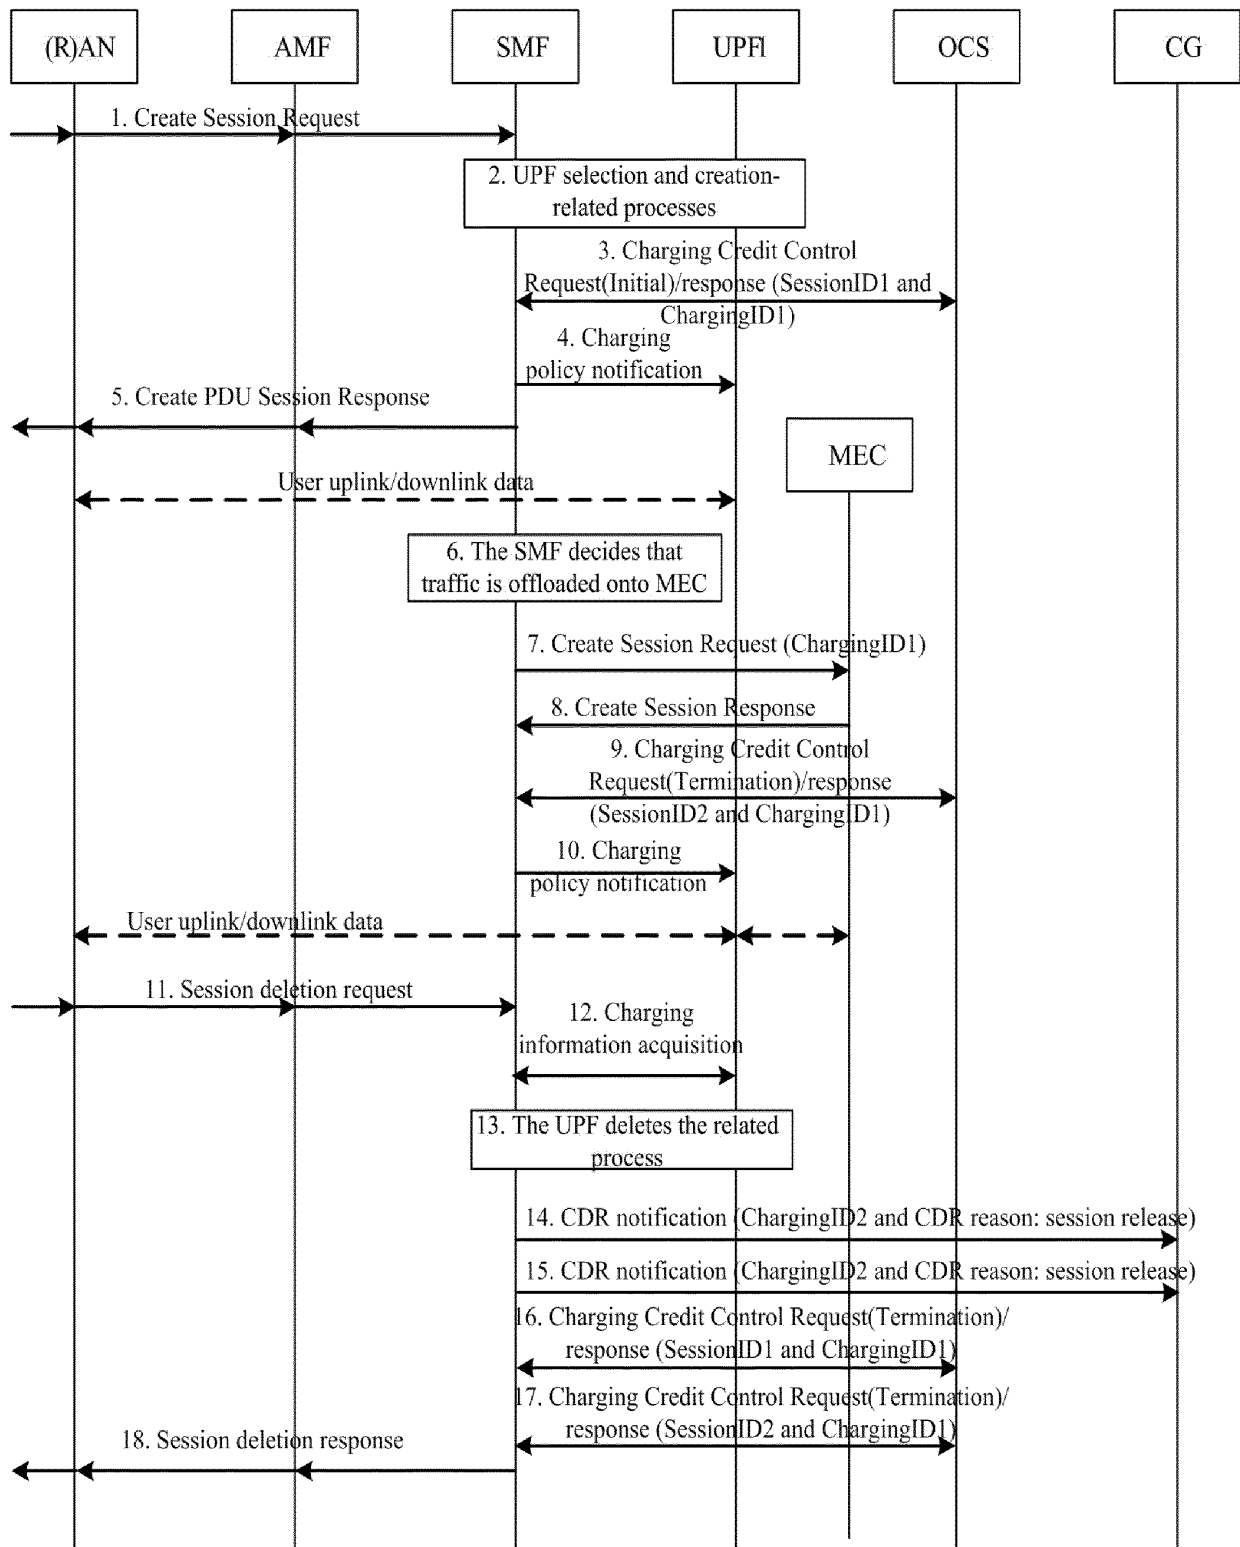 (R)AN
AMF
SMF
UPF1
OCS
CG
1. Create Session Request
2. UPF selection and creation-
related processes
3. Charging Credit Control
Request(Initial)/response (SessionID1 and
ChargingID1)
4. Charging
policy notification
5. Create PDU Session Response
MEC
User uplink/downlink data
6. The SMF decides that
traffic is offloaded onto MEC
7. Create Session Request (ChargingID1)
8. Create Session Response
9. Charging Credit Control
Request(Termination)/response
(SessionID2 and ChargingID1)
10. Charging
policy notification
User uplink/downlink data
11. Session deletion request
12. Charging
information acquisition
13. The UPF deletes the related
process
14. CDR notification (ChargingID2 and CDR reason: session release)
15. CDR notification (ChargingID2 and CDR reason: session release)
16. Charging Credit Control Request(Termination)/
response (SessionID1 and ChargingID1)
17. Charging Credit Control Request(Termination)/
response (SessionID2 and ChargingID1)
18. Session deletion response